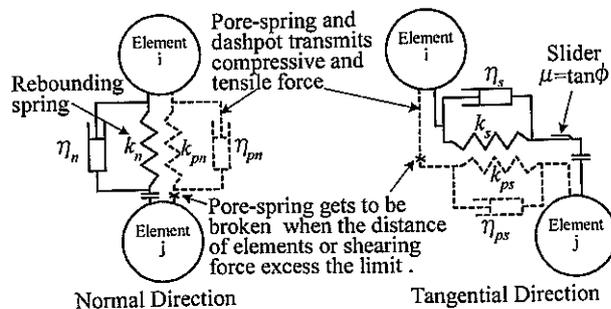 Element
i
Pore-spring and
dashpot transmits
compressive and
tensile force
Element
i
Slider
μ=tanϕ
Rebounding
spring
η_n
k_n
k_pn
η_pn
η_s
k_s
k_ps
η_ps
Pore-spring gets to be
broken when the distance
of elements or shearing
force excess the limit .
Element
j
Element
j
Normal Direction
Tangential Direction